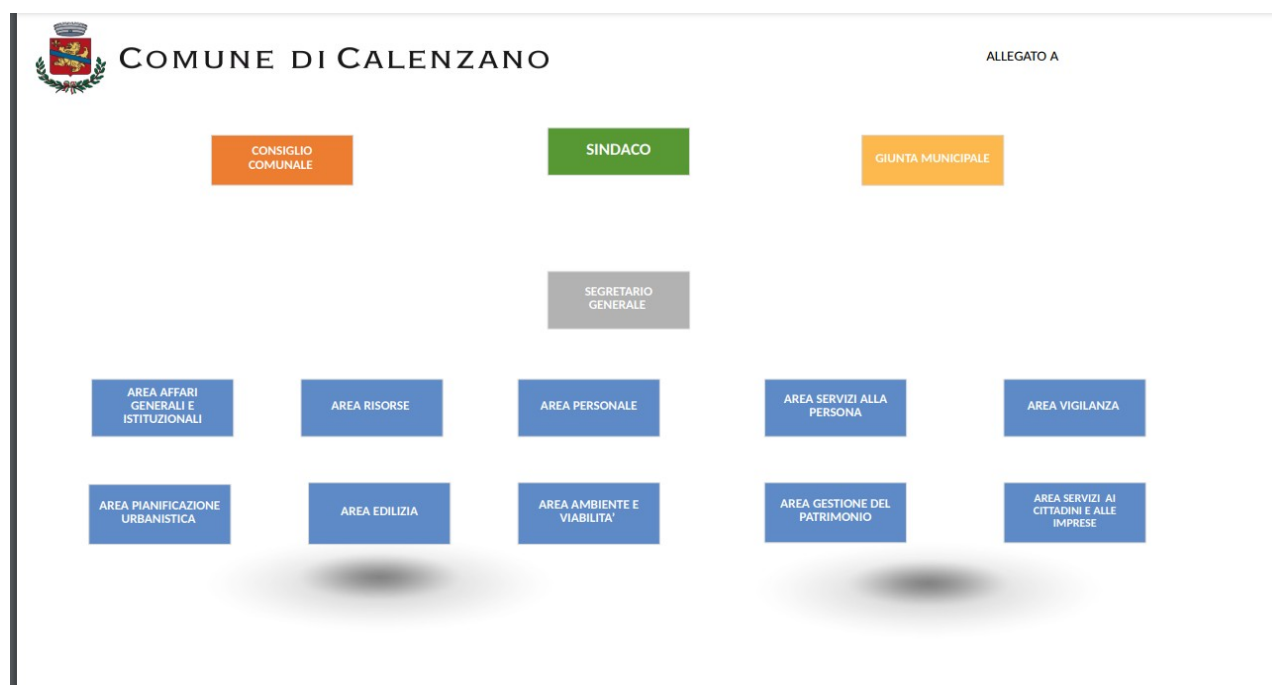 COMUNE DI CALENZANO
ALLEGATO A
CONSIGLIO
COMUNALE
SINDACO
GIUNTA MUNICIPALE
SEGRETARIO
GENERALE
AREA AFFARI
GENERALI E
ISTITUZIONALI
AREA RISORSE
AREA PERSONALE
AREA SERVIZI ALLA
PERSONA
AREA VIGILANZA
AREA PIANIFICAZIONE
URBANISTICA
AREA EDILIZIA
AREA AMBIENTE E
VIABILITA’
AREA GESTIONE DEL
PATRIMONIO
AREA SERVIZI AI
CITTADINI E ALLE
IMPRESE